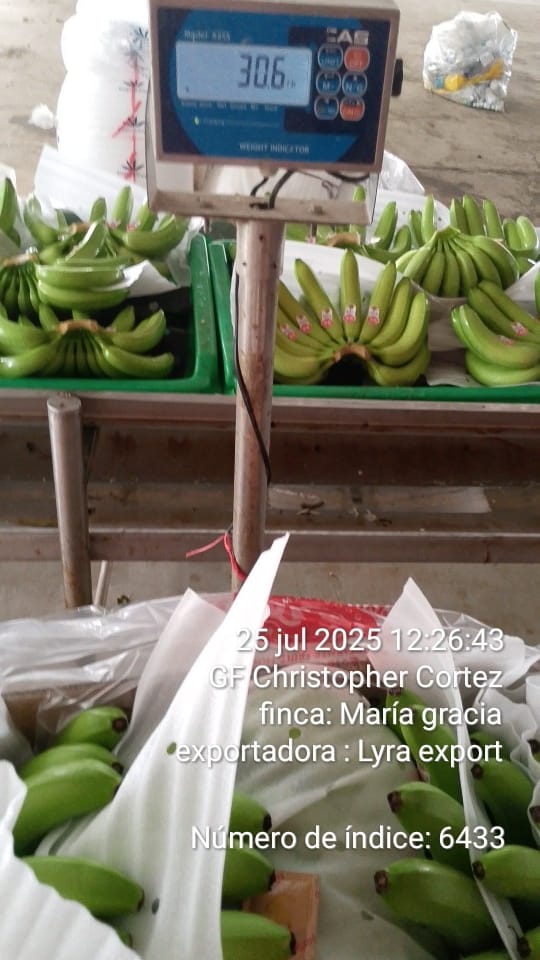 CAS
30.6
WEIGHT INDICATOR
25 jul 2025 12:26:43
GF Christopher Cortez
finca: María gracia
exportadora : Lyra export
Número de índice: 6433